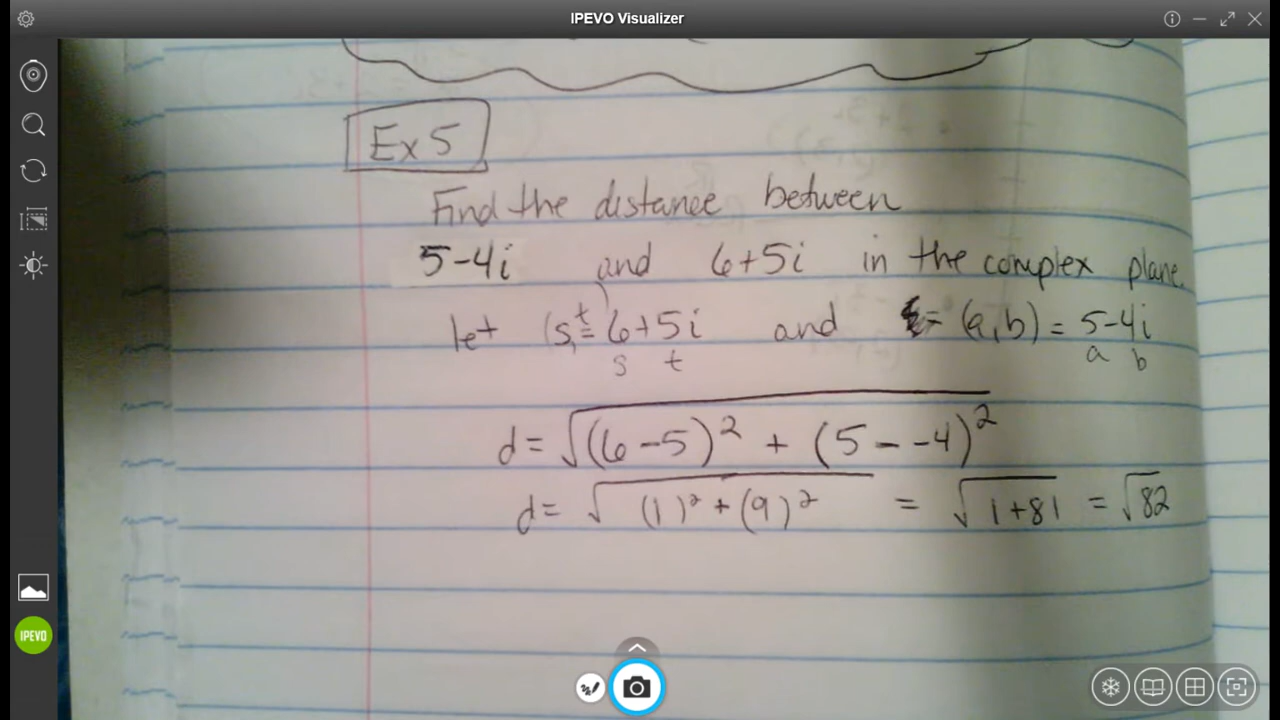 IPEVO Visualizer
Ex 5
Find the distance between
5-4i and 6+5i in the complex plane.
let (s,t) = 6+5i and = (a,b) = 5-4i
s t a b
d = √((6-5)² + (5--4)²)
d = √((1)² + (9)²) = √(1+81) = √82
IPEVO